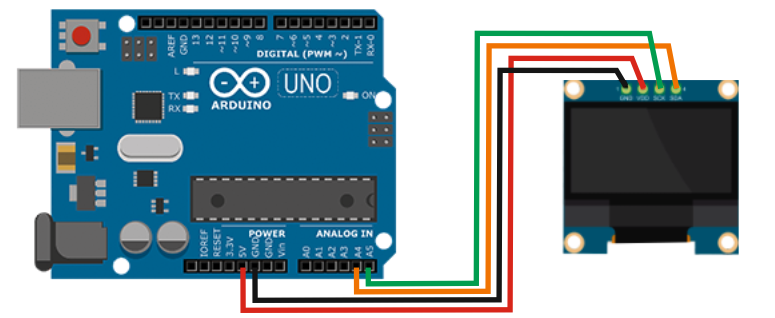 AREF
GND
13
12
~11
~10
~9
8
7
~6
~5
4
~3
2
TX-1
RX-0
DIGITAL (PWM ~)
L
TX
RX
UNO
ON
ARDUINO
GND VDD SCK SDA
POWER
ANALOG IN
IOREF
RESET
3.3V
5V
GND
GND
Vin
A0
A1
A2
A3
A4
A5